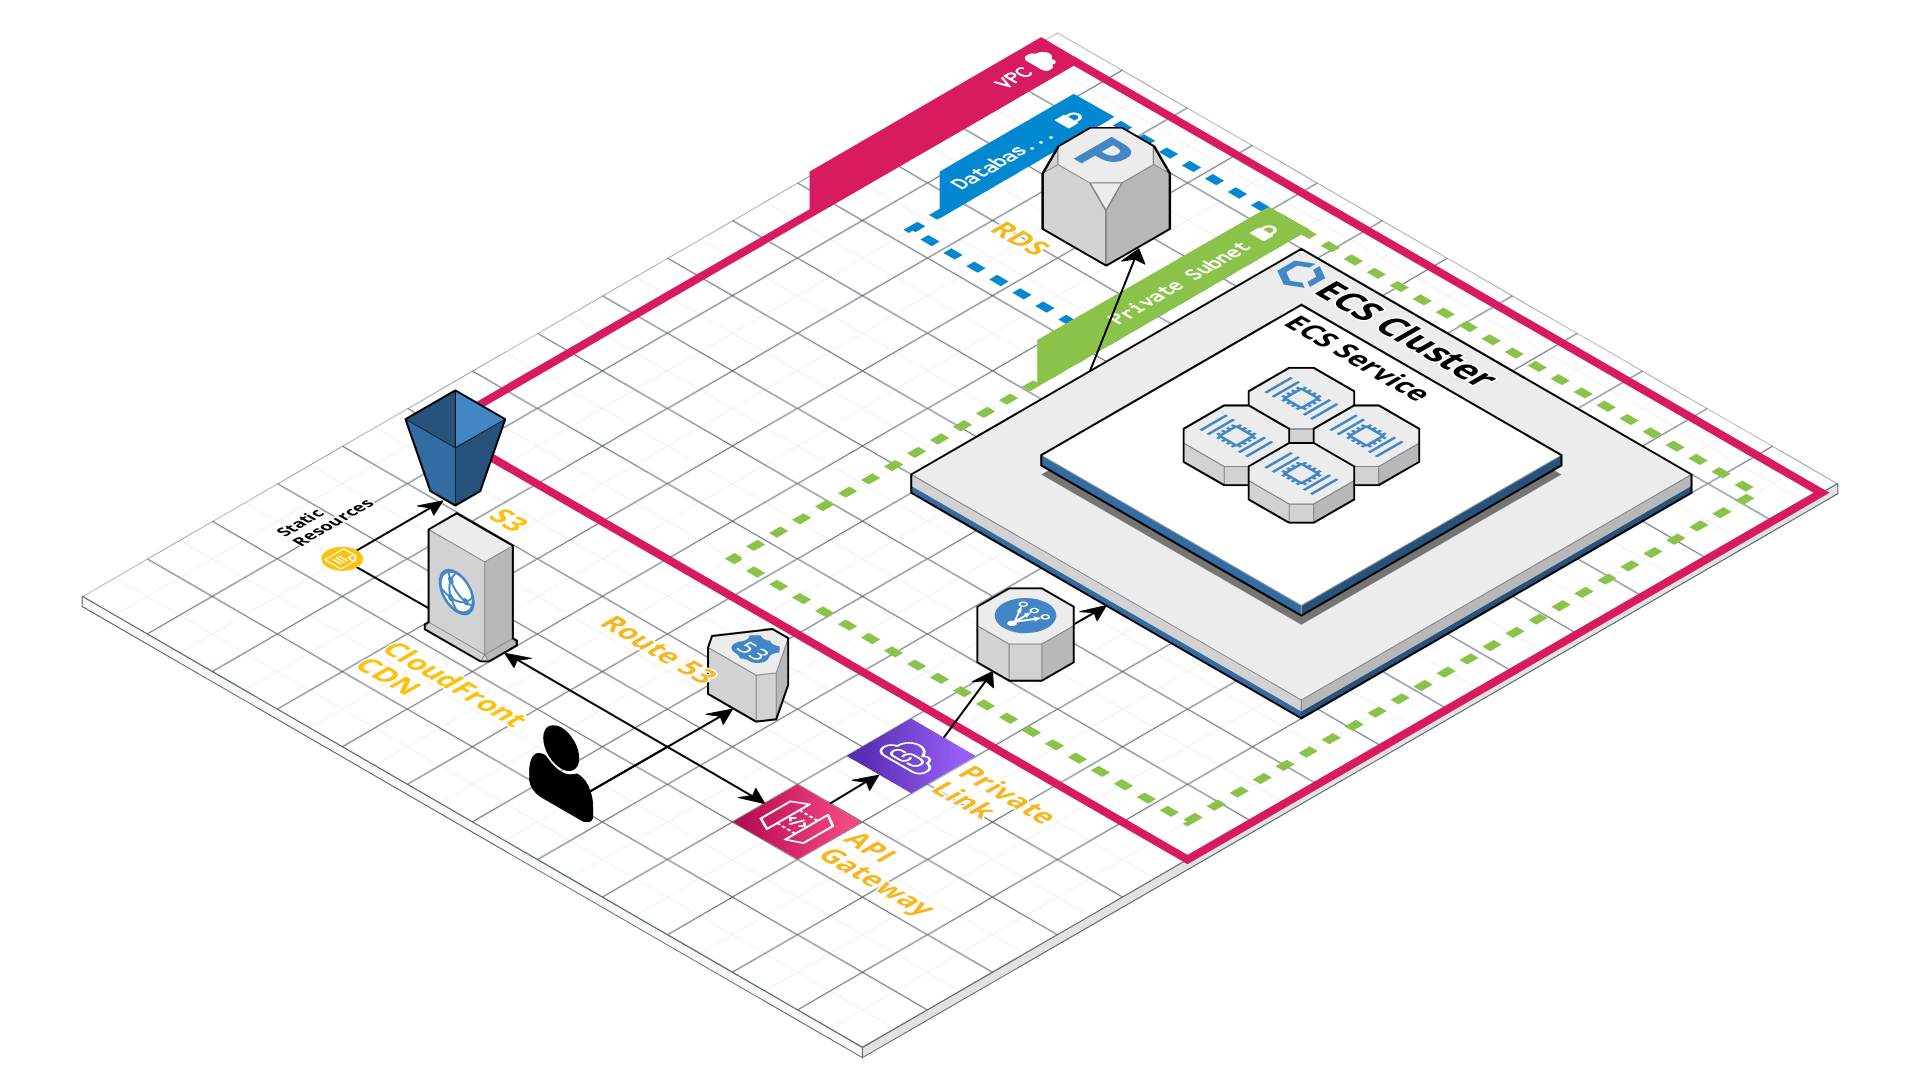 VPC
Databas...
P
RDS
Private Subnet
ECS Cluster
ECS Service
Static
Resources
S3
CloudFront
CDN
Route 53
53
Private
Link
</>
API
Gateway